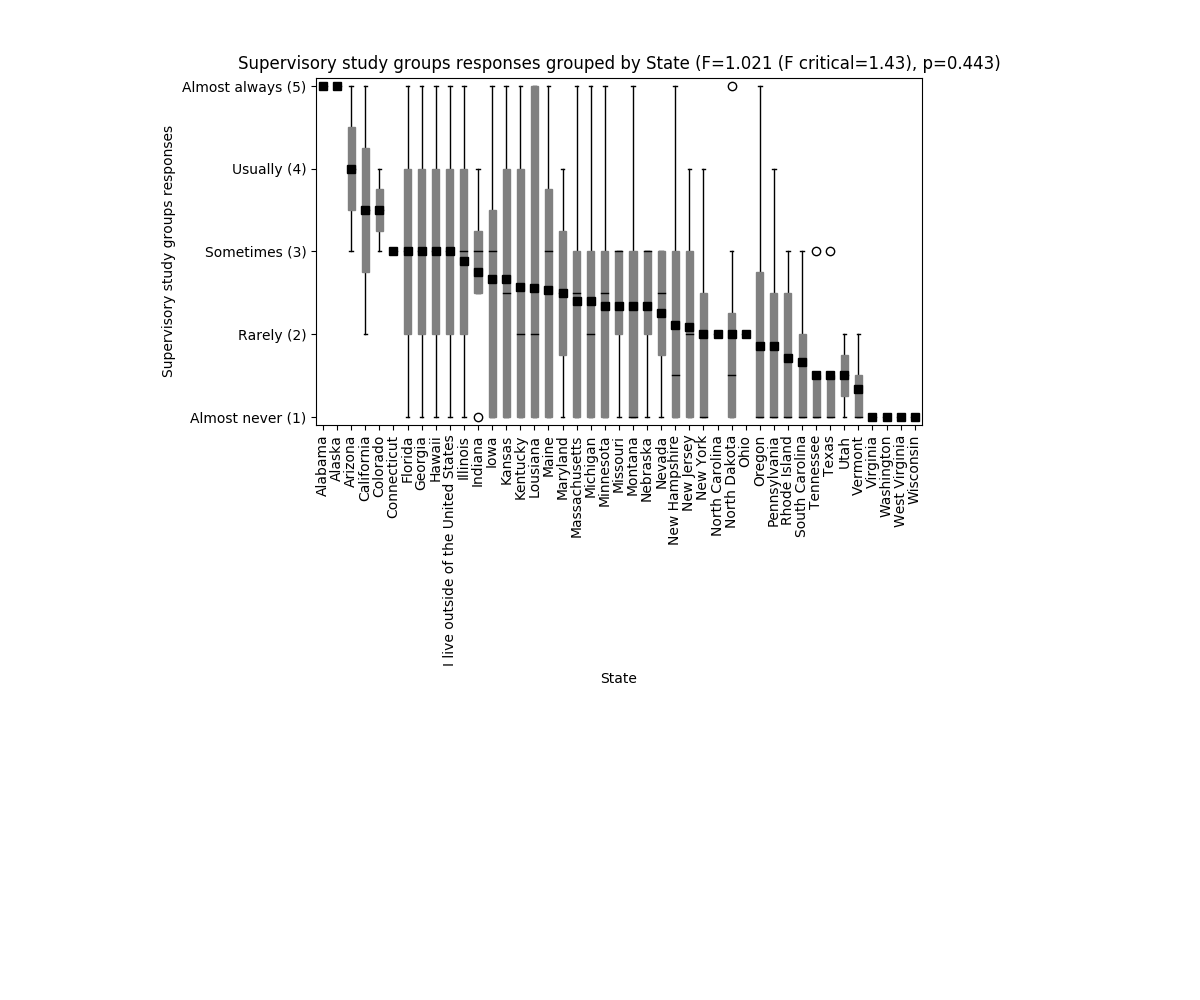 Supervisory study groups responses grouped by State (F=1.021 (F critical=1.43), p=0.443)
Supervisory study groups responses
Almost always (5)
Usually (4)
Sometimes (3)
Rarely (2)
Almost never (1)
Alabama
Alaska
Arizona
California
Colorado
Connecticut
Florida
Georgia
Hawaii
I live outside of the United States
Illinois
Indiana
Iowa
Kansas
Kentucky
Lousiana
Maine
Maryland
Massachusetts
Michigan
Minnesota
Missouri
Montana
Nebraska
Nevada
New Hampshire
New Jersey
New York
North Carolina
North Dakota
Ohio
Oregon
Pennsylvania
Rhode Island
South Carolina
Tennessee
Texas
Utah
Vermont
Virginia
Washington
West Virginia
Wisconsin
State